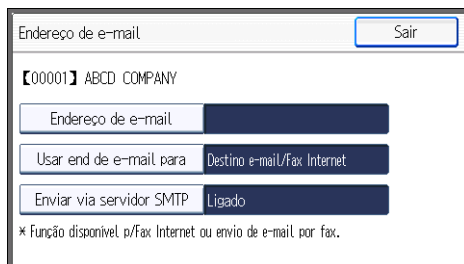 Endereço de e-mail
Sair
【00001】 ABCD COMPANY
Endereço de e-mail
Usar end de e-mail para Destino e-mail/Fax Internet
Enviar via servidor SMTP Ligado
* Função disponível p/Fax Internet ou envio de e-mail por fax.